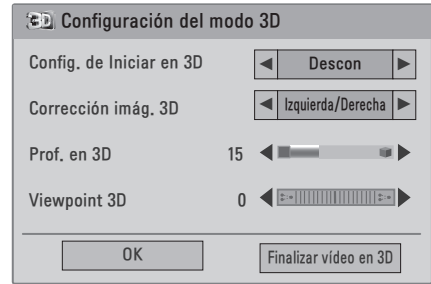 3D Configuración del modo 3D
Config. de Iniciar en 3D Descon
Corrección imág. 3D Izquierda/Derecha
Prof. en 3D 15
Viewpoint 3D 0
OK Finalizar vídeo en 3D